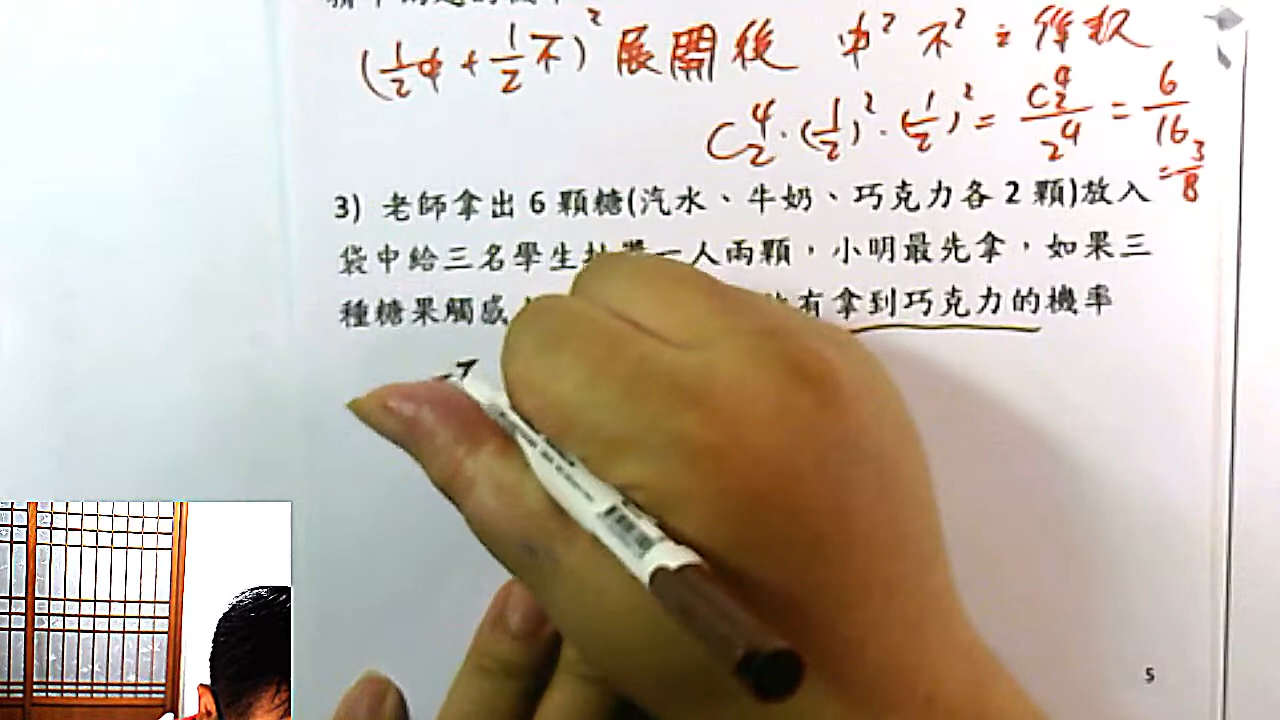 (1/2中+1/2不)² 展開後 中² 不² 之係數
C⁴₂·(1/2)²·(1/2)² = C⁴₂/2⁴ = 6/16
=3/8
3) 老師拿出 6 顆糖(汽水、牛奶、巧克力各 2 顆)放入
袋中給三名學生 一人兩顆,小明最先拿,如果三
種糖果觸感 有拿到巧克力的機率
5